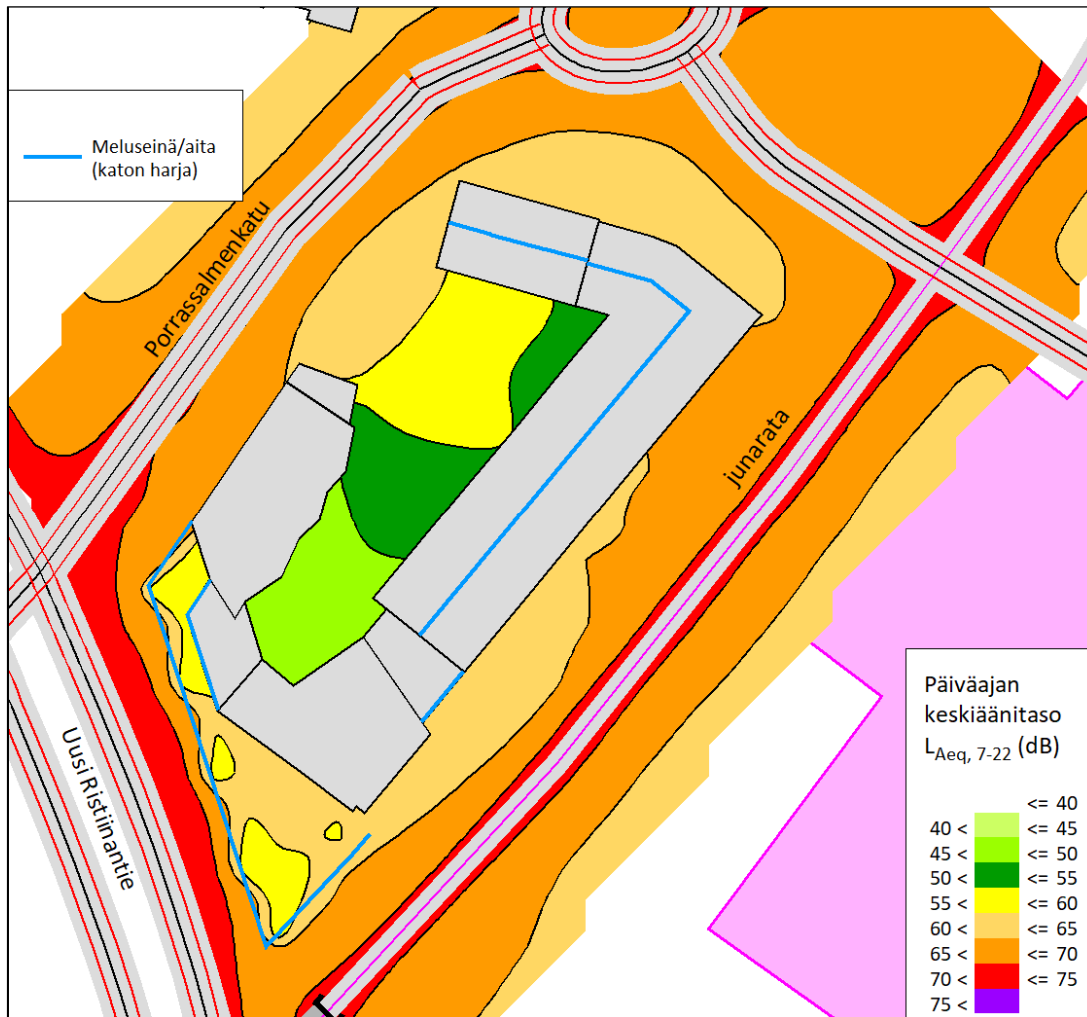 Meluseinä/aita
(katon harja)
Porrassalmenkatu
junarata
Uusi Ristiinantie
Päiväajan
keskiäänitaso
LAeq, 7-22 (dB)
<= 40
40 < <= 45
45 < <= 50
50 < <= 55
55 < <= 60
60 < <= 65
65 < <= 70
70 < <= 75
75 <